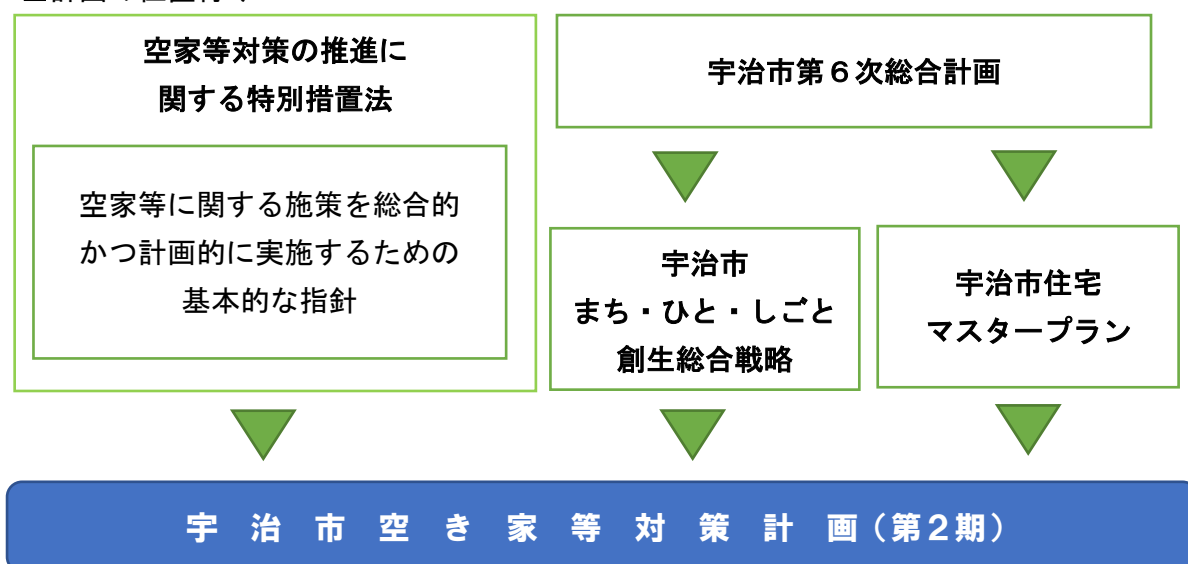 空家等対策の推進に
関する特別措置法
空家等に関する施策を総合的
かつ計画的に実施するための
基本的な指針
宇治市第6次総合計画
宇治市
まち・ひと・しごと
創生総合戦略
宇治市住宅
マスタープラン
宇治市空き家等対策計画(第2期)